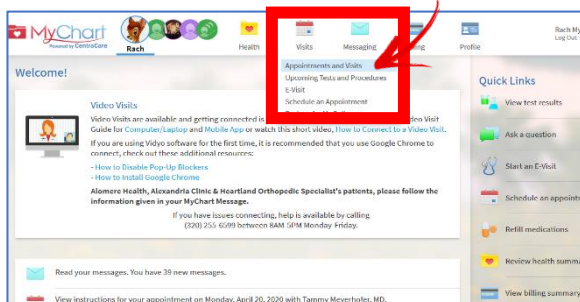 MyChart
Powered by CentraCare
Rach
Health
Visits
Messaging
Profile
Rach My
Log Out
Welcome!
Appointments and Visits
Upcoming Tests and Procedures
E-Visit
Schedule an Appointment
Quick Links
View test results
Ask a question
Start an E-Visit
Schedule an appoint
Refill medications
Review health summa
View billing summary
Video Visits
Video Visits are available and getting connected is
deo Visit
Guide for Computer/Laptop and Mobile App or watch this short video, How to Connect to a Video Visit.
If you are using Vidyo software for the first time, it is recommended that you use Google Chrome to
connect, check out these additional resources:
- How to Disable Pop-Up Blockers
- How to Install Google Chrome
Alomere Health, Alexandria Clinic & Heartland Orthopedic Specialist's patients, please follow the
information given in your MyChart Message.
If you have issues connecting, help is available by calling
(320) 255-6599 between 8AM-5PM Monday-Friday.
Read your messages. You have 39 new messages.
View instructions for your appointment on Monday, April 20, 2020 with Tammy Meyerhofer, MD.